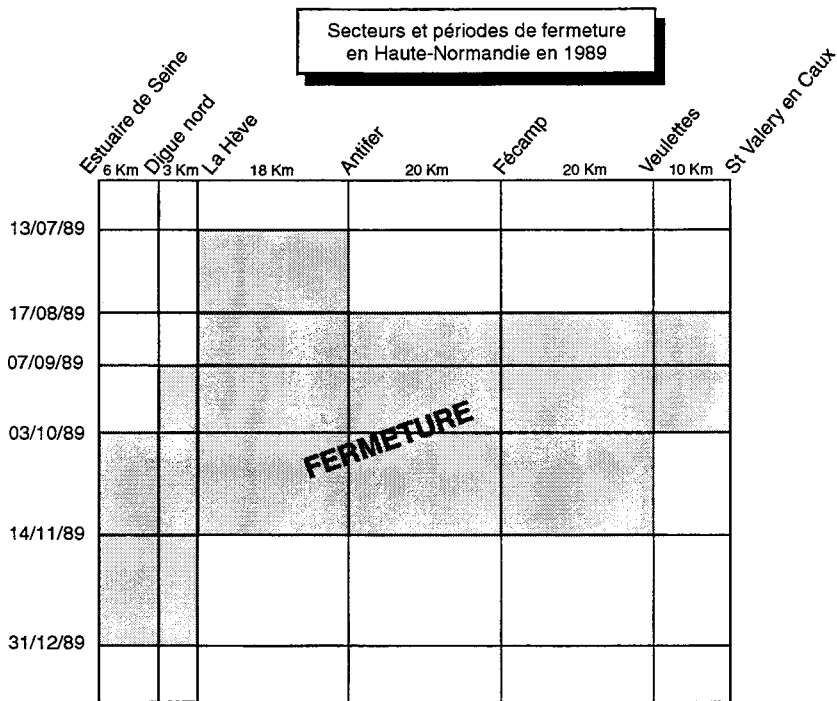 Secteurs et périodes de fermeture
en Haute-Normandie en 1989
Estuaire de Seine
Digue nord
La Hève
Antifer
Fécamp
Veulettes
St Valery en Caux
6 Km 3 Km 18 Km 20 Km 20 Km 10 Km
13/07/89
17/08/89
07/09/89
03/10/89
FERMETURE
14/11/89
31/12/89